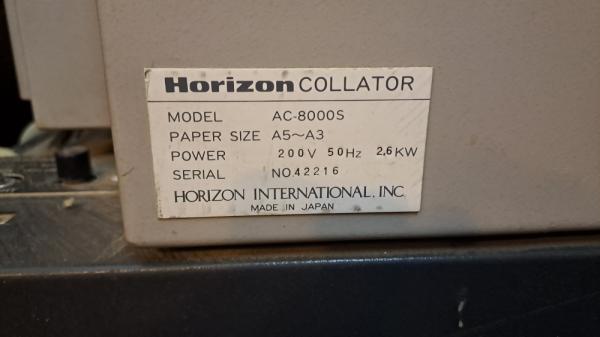 Horizon COLLATOR
MODEL AC-8000S
PAPER SIZE A5~A3
POWER 200V 50Hz 2,6KW
SERIAL NO.42216
HORIZON INTERNATIONAL, INC.
MADE IN JAPAN